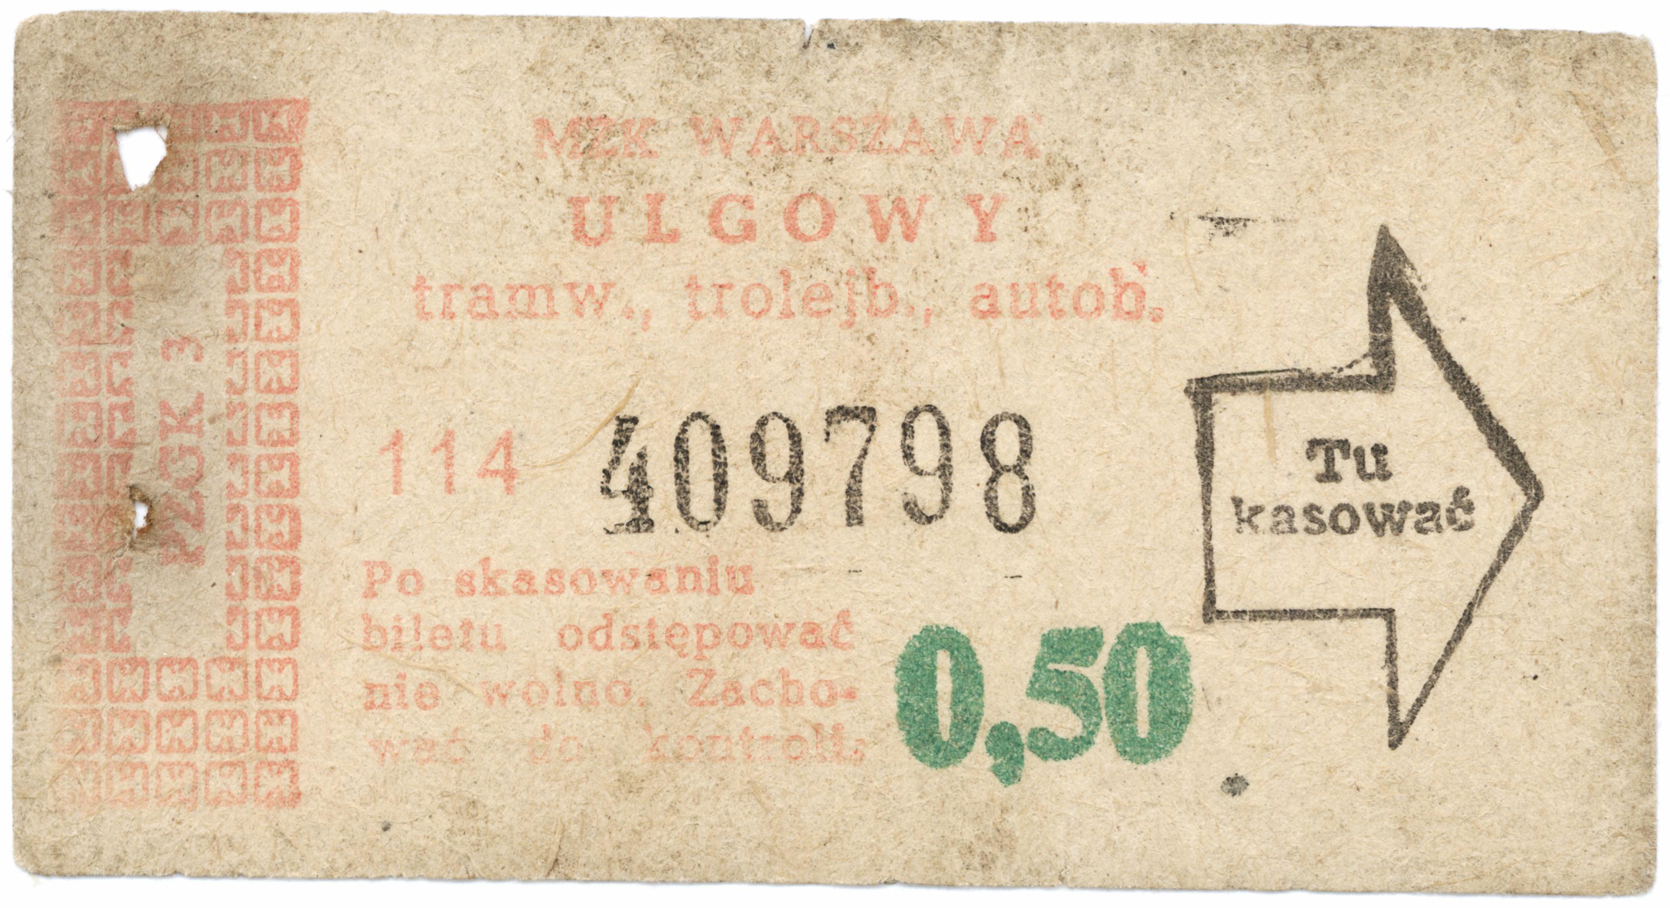 MZK WARSZAWA
ULGOWY
tramw., trolejb., autob.
PZGK 3
114 409798
Tu
kasować
Po skasowaniu
biletu odstępować
nie wolno. Zacho-
wać do kontroli.
0,50